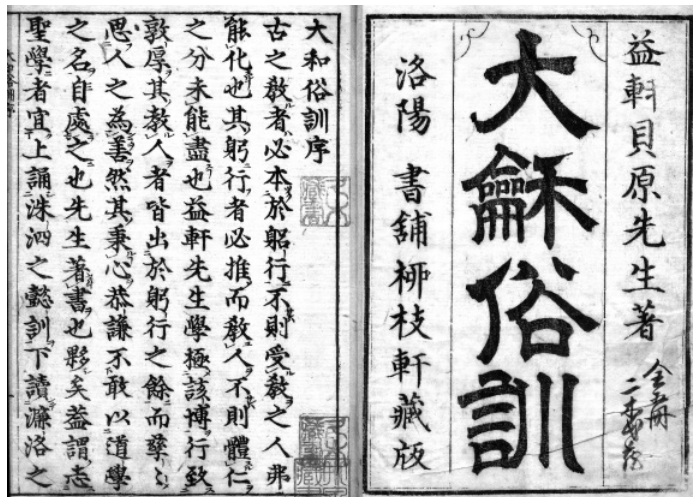 益軒貝原先生著
大龢俗訓
洛陽 書舗栁枝軒藏版
大和俗訓序
古之教者必本於躬行不則受教之人弗
能化也其躬行者必推而教人不則體仁
之分未能盡也益軒先生學極該博行致
敦厚其教人者皆出於躬行之餘而拳〻
思人之為善然其秉心恭謙不敢以道學
之名自處之也先生著書也夥矣蓋謂志
聖學者宜上誦洙泗之懿訓下讀濂洛之